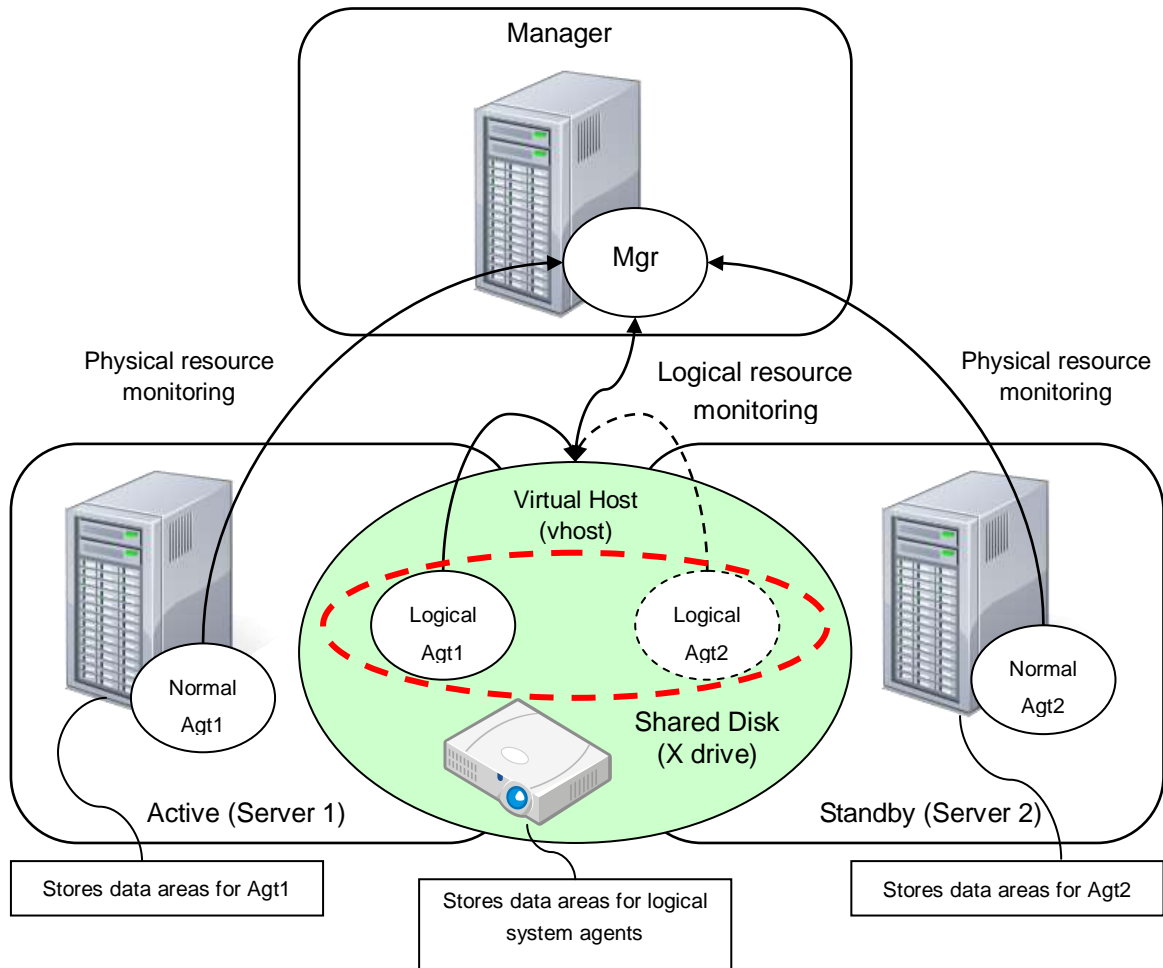 Manager
Mgr
Physical resource
monitoring
Logical resource
monitoring
Physical resource
monitoring
Virtual Host
(vhost)
Logical
Agt1
Logical
Agt2
Normal
Agt1
Normal
Agt2
Shared Disk
(X drive)
Active (Server 1)
Standby (Server 2)
Stores data areas for Agt1
Stores data areas for logical
system agents
Stores data areas for Agt2